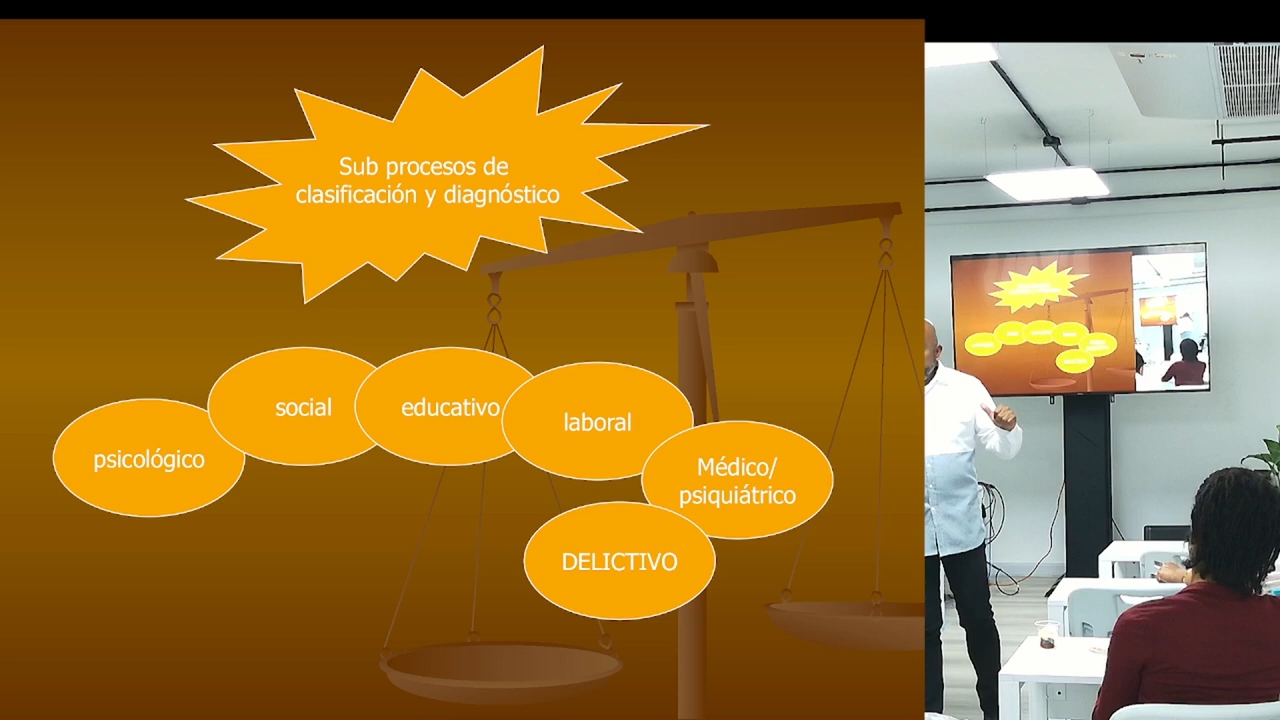 Sub procesos de
clasificación y diagnóstico
psicológico
social
educativo
laboral
Médico/
psiquiátrico
DELICTIVO